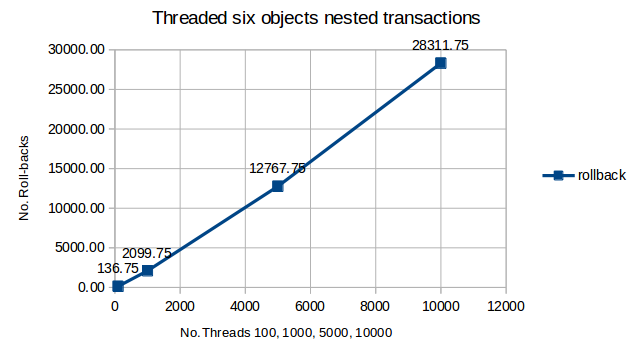 Threaded six objects nested transactions
30000.00
28311.75
25000.00
20000.00
15000.00
12767.75
10000.00
5000.00
2099.75
136.75
0.00
No. Roll-backs
rollback
0 2000 4000 6000 8000 10000 12000
No. Threads 100, 1000, 5000, 10000